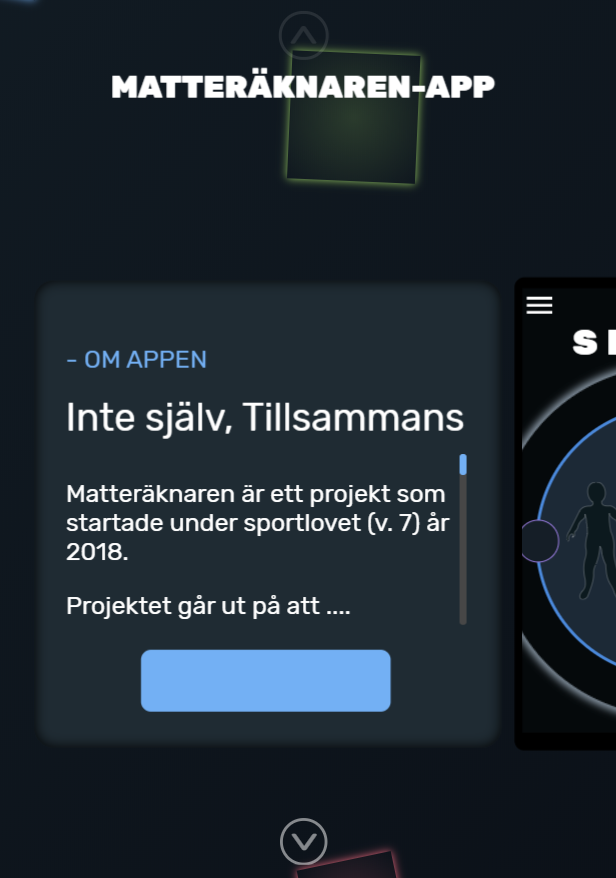 MATTERÄKNAREN-APP
- OM APPEN
Inte själv, Tillsammans
Matteräknaren är ett projekt som
startade under sportlovet (v. 7) år
2018.
Projektet går ut på att ....
S